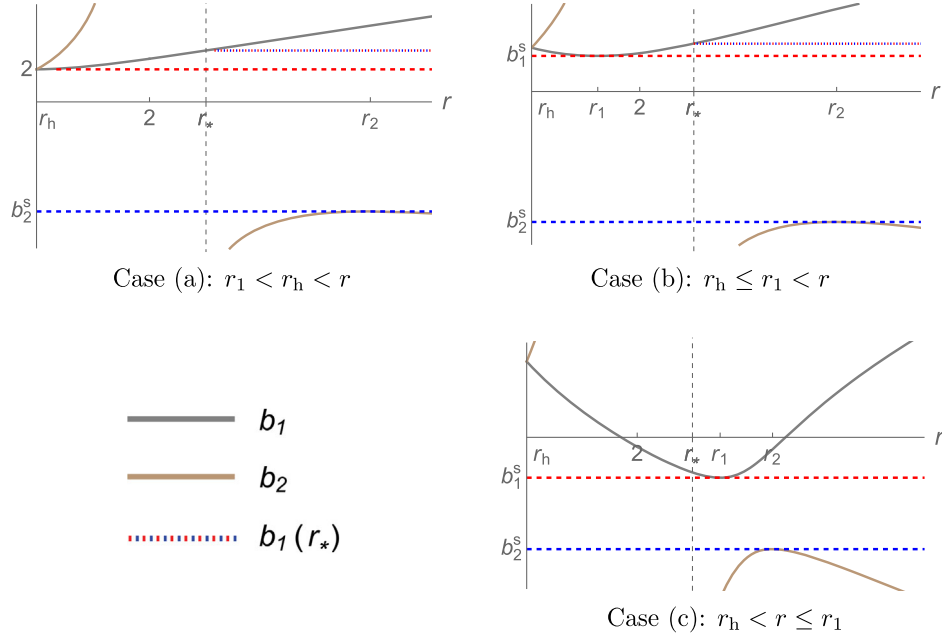 2
r_h
2
r_*
r_2
r
b_2^s
Case (a): r_1 < r_h < r
b_1^s
r_h
r_1
2
r_*
r_2
r
b_2^s
Case (b): r_h ≤ r_1 < r
b_1
b_2
b_1 (r_*)
r_h
2
r_*
r_1
r_2
r
b_1^s
b_2^s
Case (c): r_h < r ≤ r_1